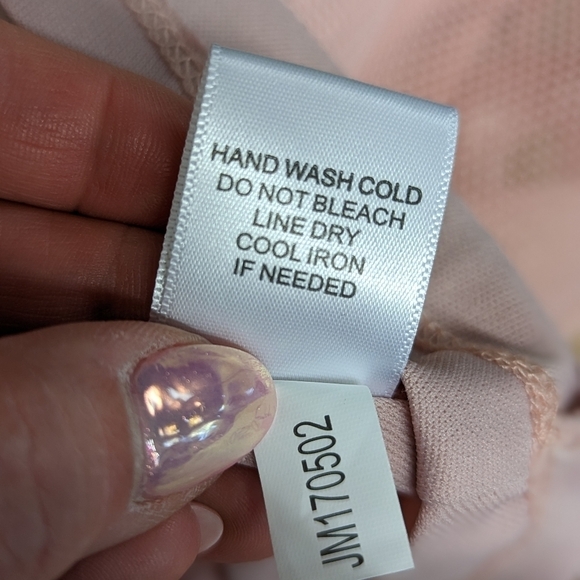 HAND WASH COLD
DO NOT BLEACH
LINE DRY
COOL IRON
IF NEEDED
JM170502